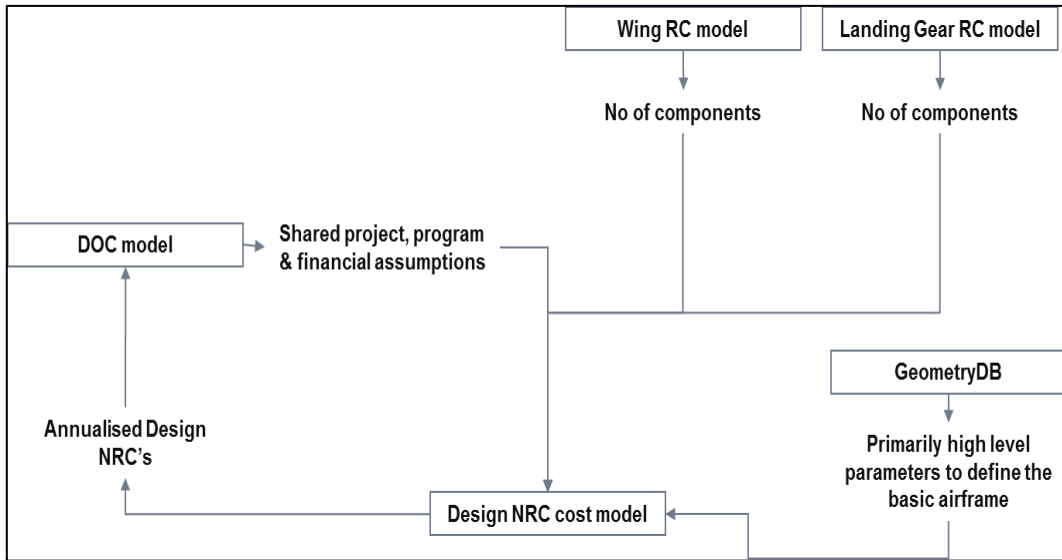 Wing RC model
Landing Gear RC model
No of components
No of components
DOC model
Shared project, program
& financial assumptions
GeometryDB
Annualised Design
NRC's
Primarily high level
parameters to define the
basic airframe
Design NRC cost model